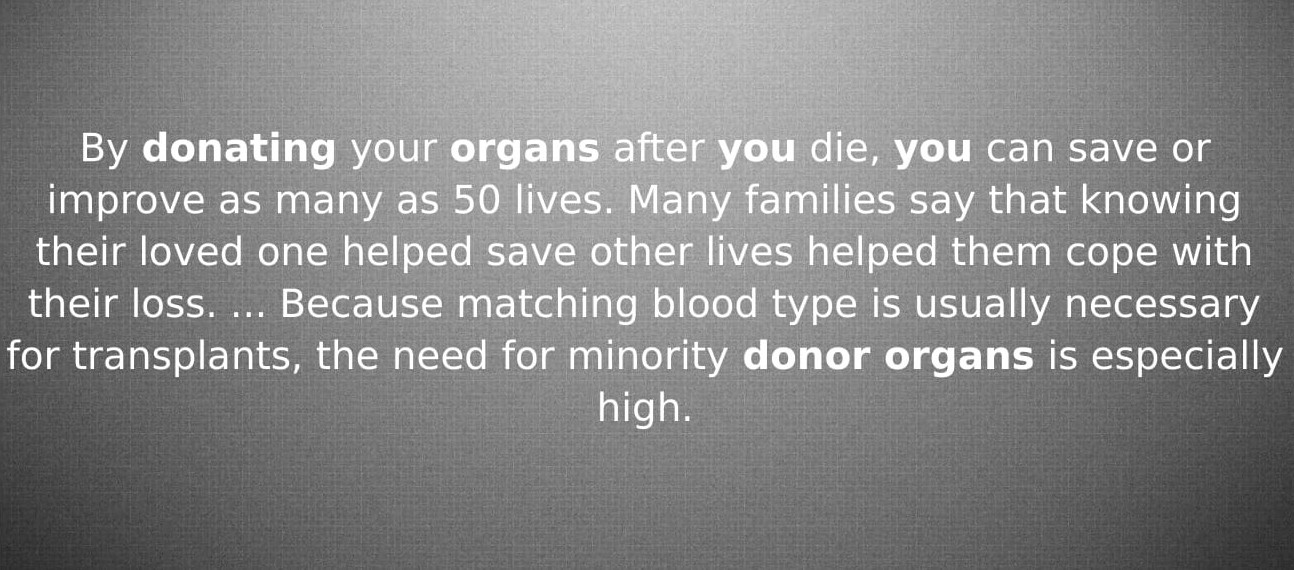 By donating your organs after you die, you can save or
improve as many as 50 lives. Many families say that knowing
their loved one helped save other lives helped them cope with
their loss. ... Because matching blood type is usually necessary
for transplants, the need for minority donor organs is especially
high.